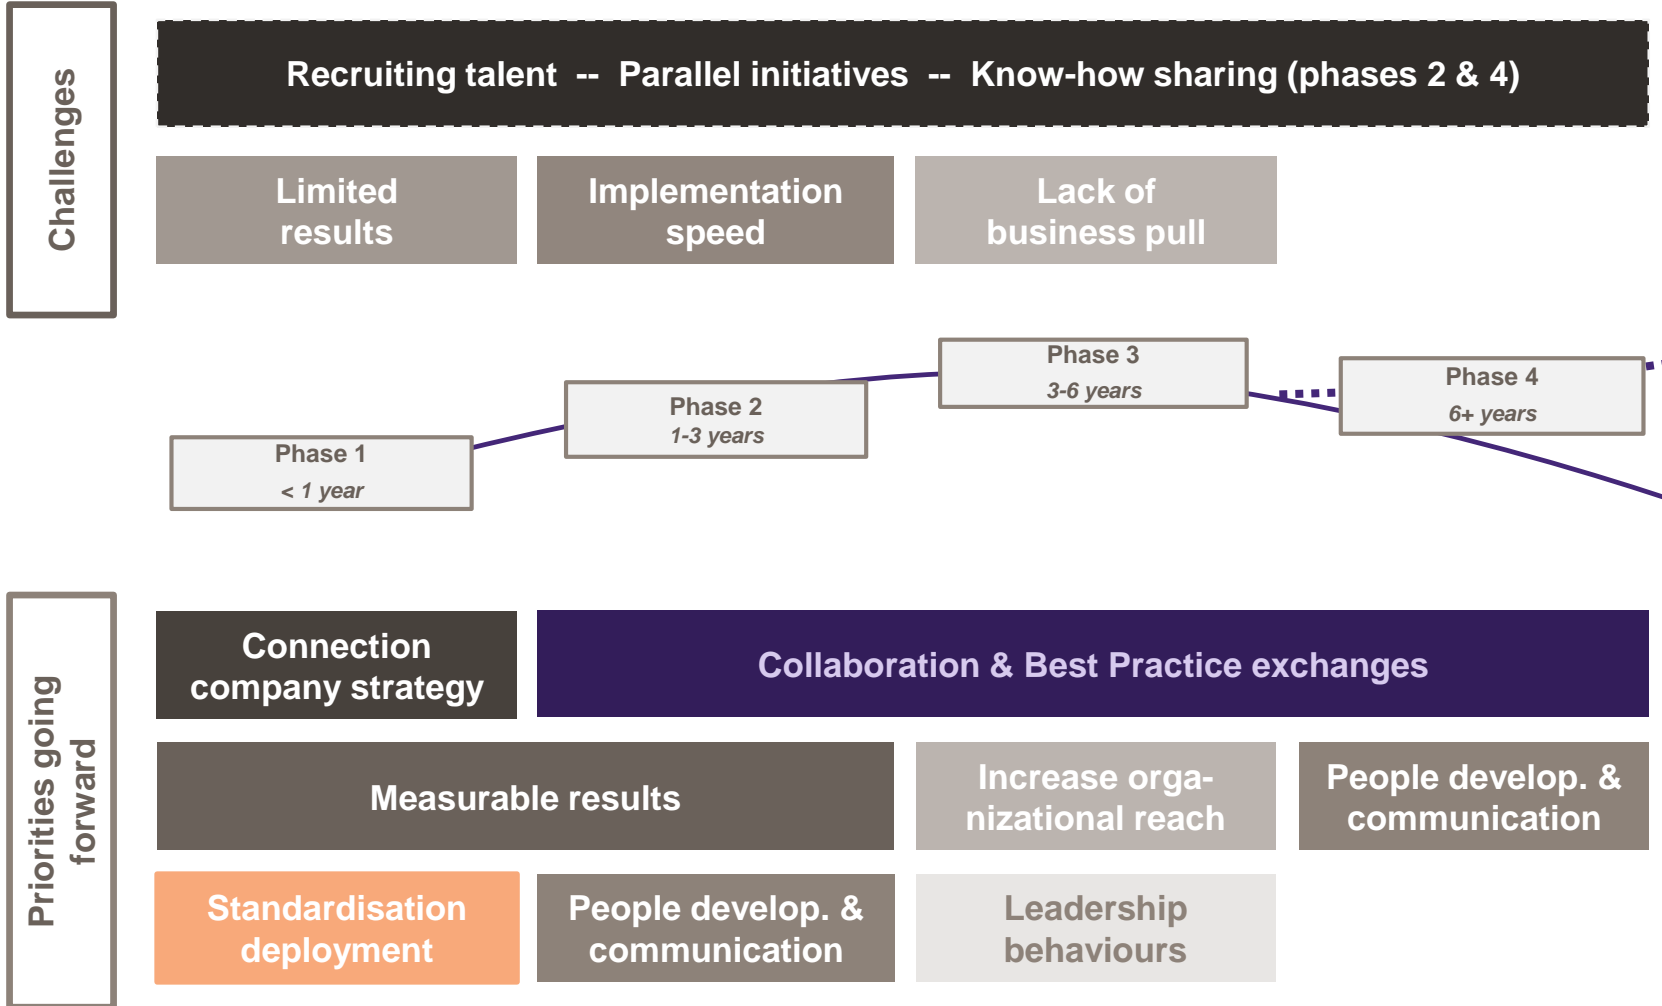 Challenges
Recruiting talent -- Parallel initiatives -- Know-how sharing (phases 2 & 4)
Limited
results
Implementation
speed
Lack of
business pull
Phase 1
< 1 year
Phase 2
1-3 years
Phase 3
3-6 years
Phase 4
6+ years
Priorities going
forward
Connection
company strategy
Collaboration & Best Practice exchanges
Measurable results
Increase orga-
nizational reach
People develop. &
communication
Standardisation
deployment
People develop. &
communication
Leadership
behaviours